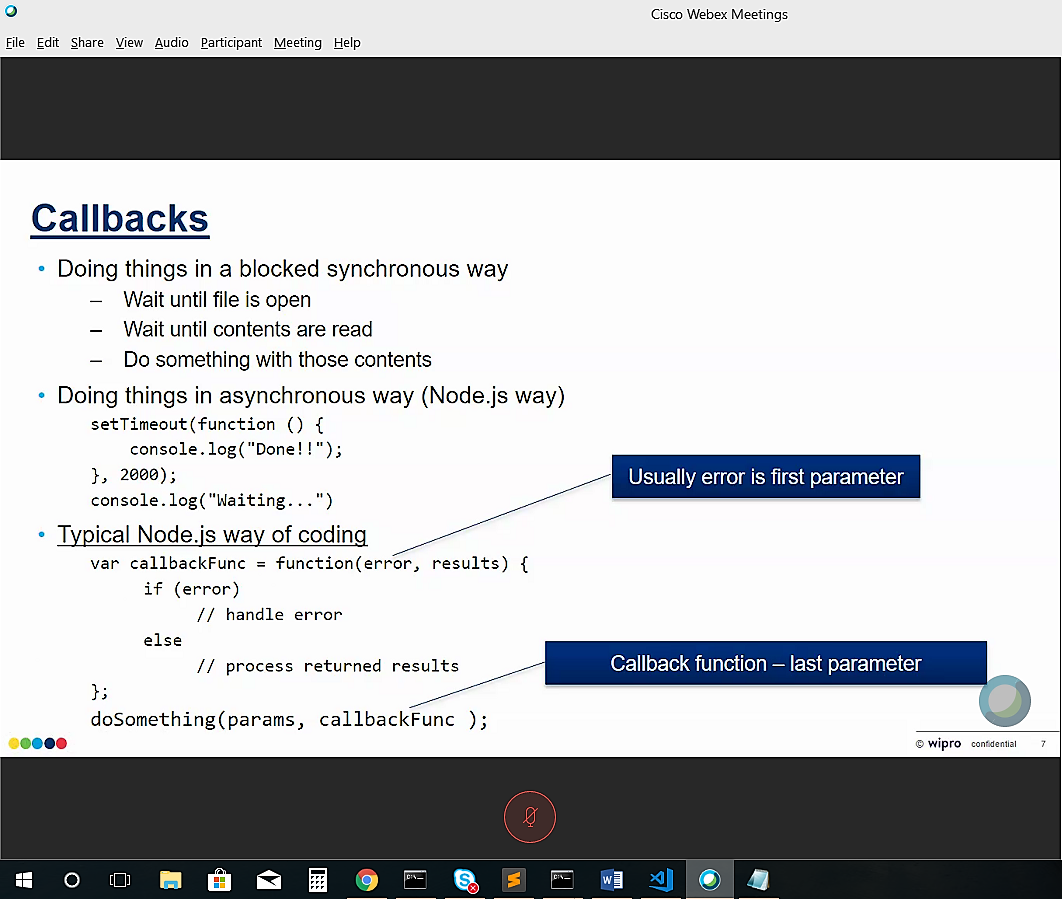 Cisco Webex Meetings
File Edit Share View Audio Participant Meeting Help
Callbacks
• Doing things in a blocked synchronous way
– Wait until file is open
– Wait until contents are read
– Do something with those contents
• Doing things in asynchronous way (Node.js way)
setTimeout(function () {
console.log("Done!!");
}, 2000);
console.log("Waiting...")
Usually error is first parameter
• Typical Node.js way of coding
var callbackFunc = function(error, results) {
if (error)
// handle error
else
// process returned results
Callback function – last parameter
};
doSomething(params, callbackFunc );
© wipro confidential 7